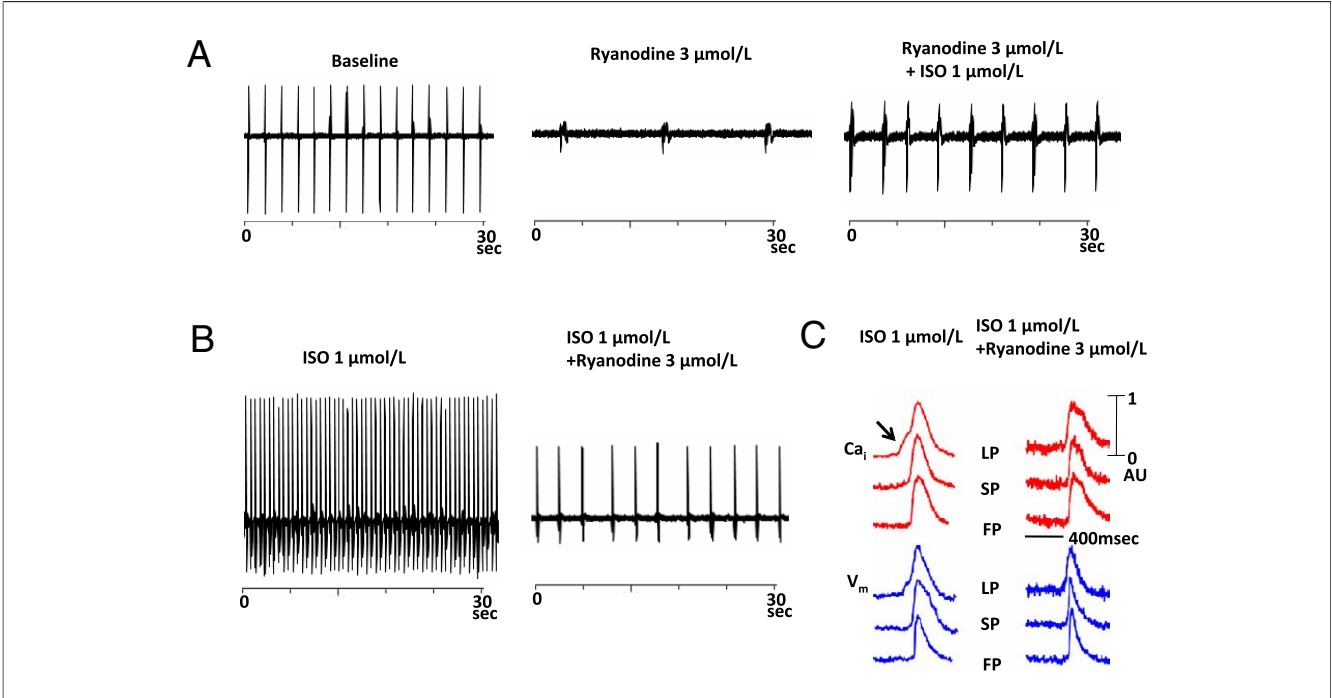 A
Baseline
Ryanodine 3 μmol/L
Ryanodine 3 μmol/L
+ ISO 1 μmol/L
0
30
sec
0
30
sec
0
30
sec
B
ISO 1 μmol/L
ISO 1 μmol/L
+Ryanodine 3 μmol/L
0
30
sec
0
30
sec
C
ISO 1 μmol/L
ISO 1 μmol/L
+Ryanodine 3 μmol/L
Cai
LP
SP
FP
1
0
AU
400msec
Vm
LP
SP
FP